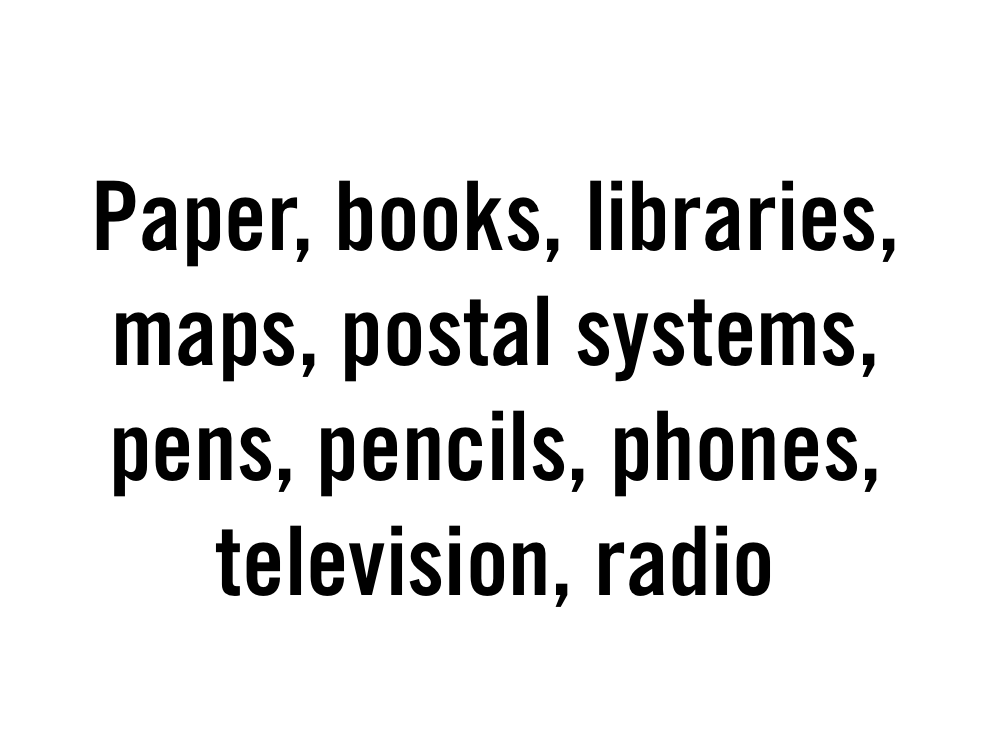 Paper, books, libraries,
maps, postal systems,
pens, pencils, phones,
television, radio